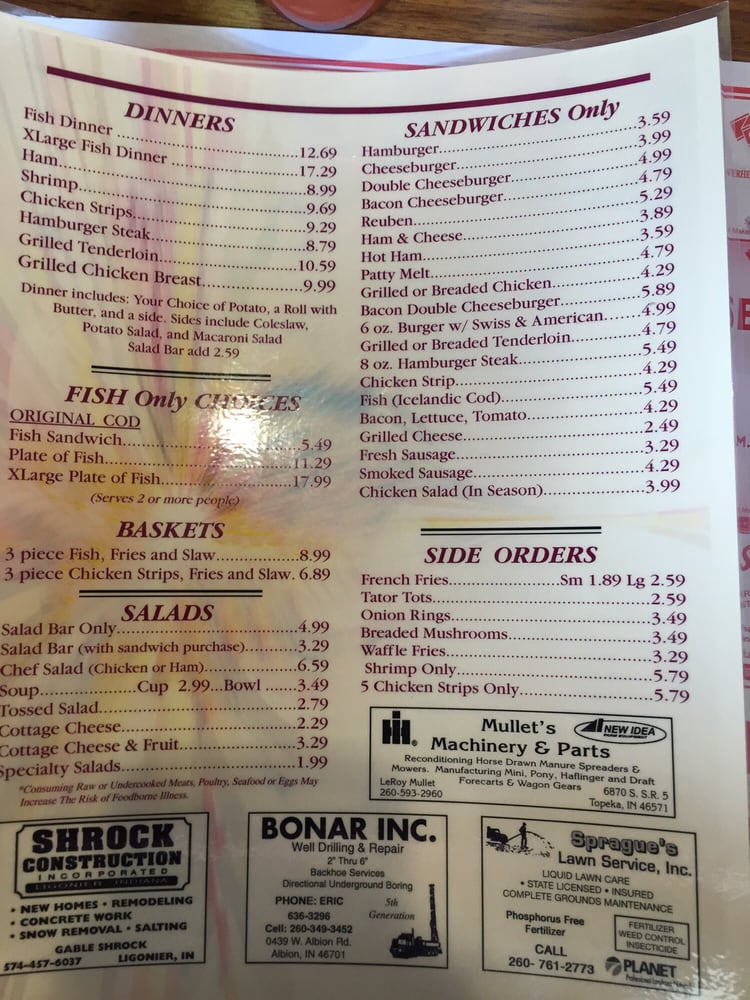 DINNERS
Fish Dinner ........12.69
XLarge Fish Dinner ........17.29
Ham........8.99
Shrimp........9.69
Chicken Strips........9.29
Hamburger Steak........8.79
Grilled Tenderloin........10.59
Grilled Chicken Breast........9.99
Dinner includes: Your Choice of Potato, a Roll with
Butter, and a side. Sides include Coleslaw,
Potato Salad, and Macaroni Salad
Salad Bar add 2.59
FISH Only CHOICES
ORIGINAL COD
Fish Sandwich........5.49
Plate of Fish........11.29
XLarge Plate of Fish........17.99
(Serves 2 or more people)
BASKETS
3 piece Fish, Fries and Slaw........8.99
3 piece Chicken Strips, Fries and Slaw. 6.89
SALADS
Salad Bar Only........4.99
Salad Bar (with sandwich purchase)........3.29
Chef Salad (Chicken or Ham)........6.59
Soup........Cup 2.99...Bowl ......3.49
Tossed Salad........2.79
Cottage Cheese........2.29
Cottage Cheese & Fruit........3.29
Specialty Salads........1.99
*Consuming Raw or Undercooked Meats, Poultry, Seafood or Eggs May
Increase The Risk of Foodborne Illness.
SANDWICHES Only
Hamburger........3.59
Cheeseburger........3.99
Double Cheeseburger........4.99
Bacon Cheeseburger........4.79
Reuben........5.29
Ham & Cheese........3.89
Hot Ham........3.59
Patty Melt........4.79
Grilled or Breaded Chicken........4.29
Bacon Double Cheeseburger........5.89
6 oz. Burger w/ Swiss & American........4.99
Grilled or Breaded Tenderloin........4.79
8 oz. Hamburger Steak........5.49
Chicken Strip........4.29
Fish (Icelandic Cod)........5.49
Bacon, Lettuce, Tomato........4.29
Grilled Cheese........2.49
Fresh Sausage........3.29
Smoked Sausage........4.29
Chicken Salad (In Season)........3.99
SIDE ORDERS
French Fries........Sm 1.89 Lg 2.59
Tator Tots........2.59
Onion Rings........3.49
Breaded Mushrooms........3.49
Waffle Fries........3.29
Shrimp Only........5.79
5 Chicken Strips Only........5.79
Mullet's
Machinery & Parts
NEW IDEA
Reconditioning Horse Drawn Manure Spreaders &
Mowers. Manufacturing Mini, Pony, Haflinger and Draft
Forecarts & Wagon Gears
LeRoy Mullet
260-593-2960
6870 S. S.R. 5
Topeka, IN 46571
SHROCK
CONSTRUCTION
INCORPORATED
LIGONIER, INDIANA
• NEW HOMES • REMODELING
• CONCRETE WORK
• SNOW REMOVAL • SALTING
GABLE SHROCK
574-457-6037 LIGONIER, IN
BONAR INC.
Well Drilling & Repair
2" Thru 6"
Backhoe Services
Directional Underground Boring
PHONE: ERIC
636-3296
Cell: 260-349-3452
0439 W. Albion Rd.
Albion, IN 46701
5th
Generation
Sprague's
Lawn Service, Inc.
LIQUID LAWN CARE
• STATE LICENSED • INSURED
COMPLETE GROUNDS MAINTENANCE
Phosphorus Free
Fertilizer
CALL
260- 761-2773
FERTILIZER
WEED CONTROL
INSECTICIDE
PLANET